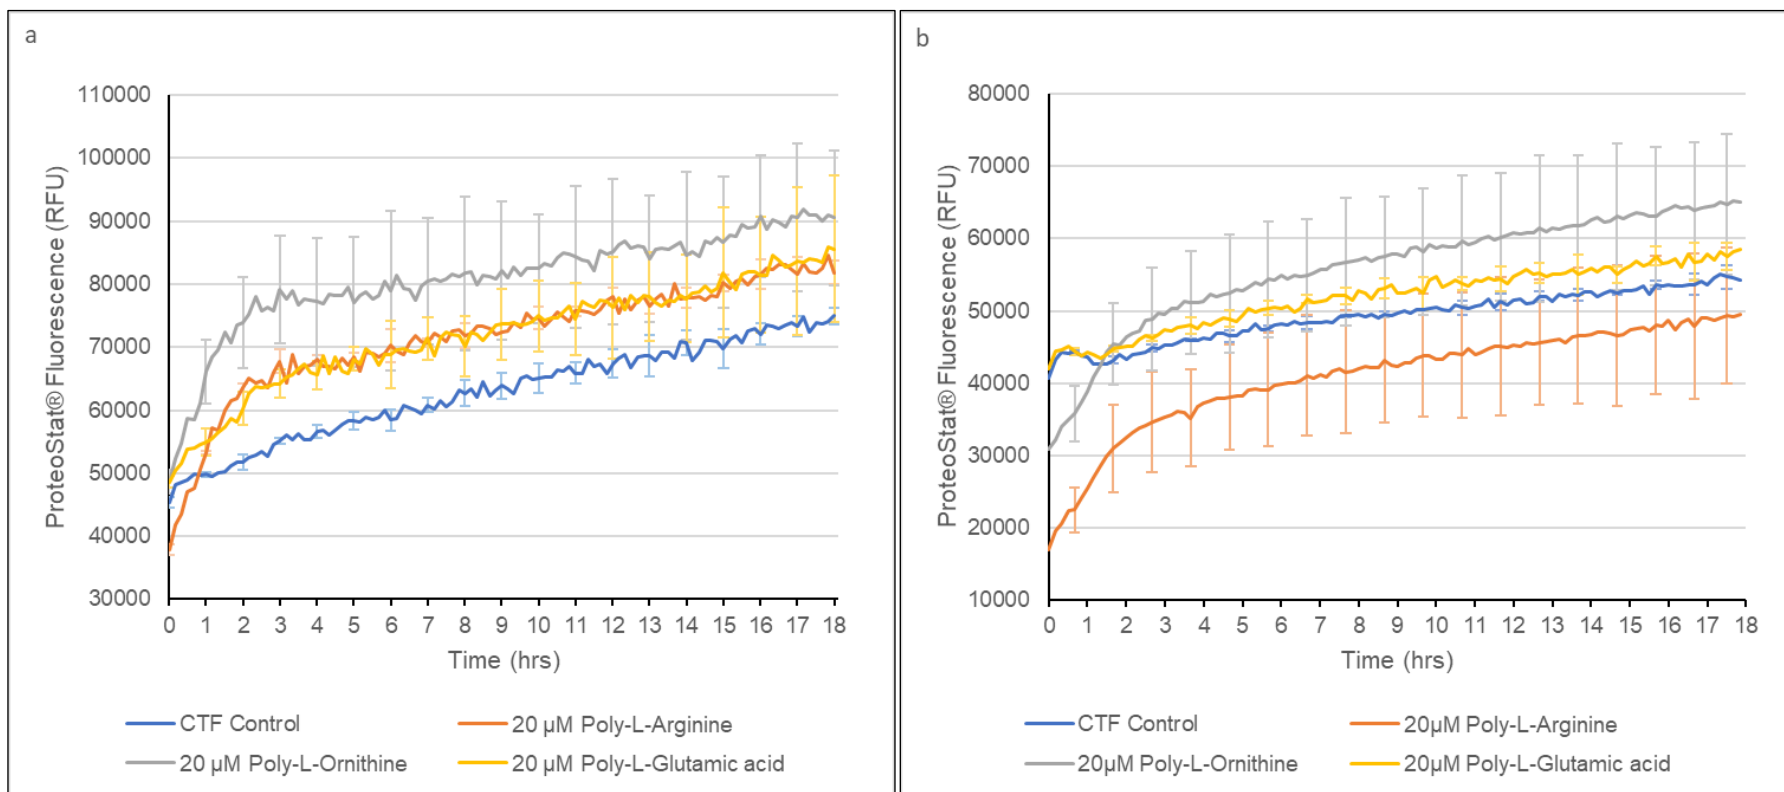 a
110000
100000
90000
80000
70000
60000
50000
40000
30000
ProteoStat® Fluorescence (RFU)
0 1 2 3 4 5 6 7 8 9 10 11 12 13 14 15 16 17 18
Time (hrs)
CTF Control
20 µM Poly-L-Arginine
20 µM Poly-L-Ornithine
20 µM Poly-L-Glutamic acid
b
80000
70000
60000
50000
40000
30000
20000
10000
ProteoStat® Fluorescence (RFU)
0 1 2 3 4 5 6 7 8 9 10 11 12 13 14 15 16 17 18
Time (hrs)
CTF Control
20µM Poly-L-Arginine
20µM Poly-L-Ornithine
20µM Poly-L-Glutamic acid